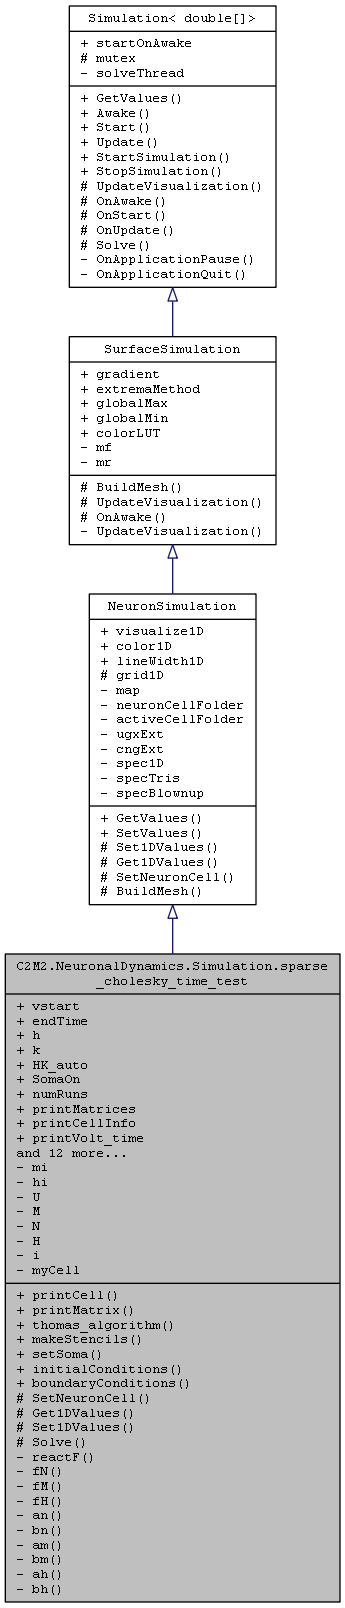 Simulation< double[]>
+ startOnAwake
# mutex
- solveThread
+ GetValues()
+ Awake()
+ Start()
+ Update()
+ StartSimulation()
+ StopSimulation()
# UpdateVisualization()
# OnAwake()
# OnStart()
# OnUpdate()
# Solve()
- OnApplicationPause()
- OnApplicationQuit()
SurfaceSimulation
+ gradient
+ extremaMethod
+ globalMax
+ globalMin
+ colorLUT
- mf
- mr
# BuildMesh()
# UpdateVisualization()
# OnAwake()
- UpdateVisualization()
NeuronSimulation
+ visualize1D
+ color1D
+ lineWidth1D
# grid1D
- map
- neuronCellFolder
- activeCellFolder
- ugxExt
- cngExt
- spec1D
- specTris
- specBlownup
+ GetValues()
+ SetValues()
# Set1DValues()
# Get1DValues()
# SetNeuronCell()
# BuildMesh()
C2M2.NeuronalDynamics.Simulation.sparse
_cholesky_time_test
+ vstart
+ endTime
+ h
+ k
+ HK_auto
+ SomaOn
+ numRuns
+ printMatrices
+ printCellInfo
+ printVolt_time
and 12 more...
- mi
- hi
- U
- M
- N
- H
- i
- myCell
+ printCell()
+ printMatrix()
+ thomas_algorithm()
+ makeStencils()
+ setSoma()
+ initialConditions()
+ boundaryConditions()
# SetNeuronCell()
# Get1DValues()
# Set1DValues()
# Solve()
- reactF()
- fN()
- fM()
- fH()
- an()
- bn()
- am()
- bm()
- ah()
- bh()